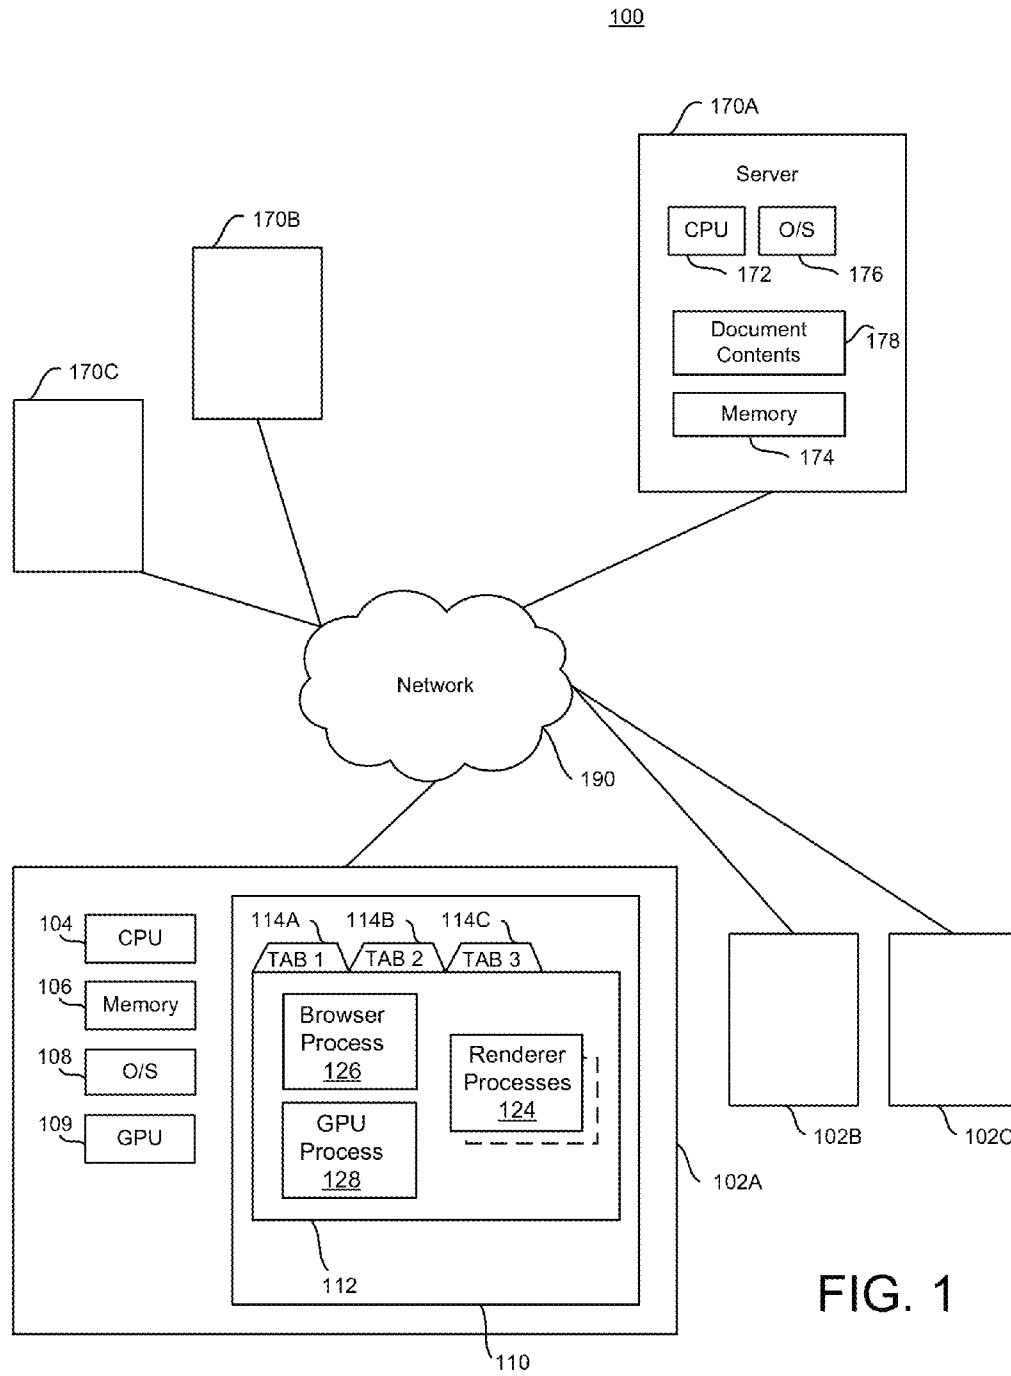 100
170A
Server
CPU
O/S
172
176
Document
Contents
178
Memory
174
170B
170C
Network
190
104
CPU
106
Memory
108
O/S
109
GPU
114A
114B
114C
TAB 1
TAB 2
TAB 3
Browser
Process
126
GPU
Process
128
Renderer
Processes
124
112
110
102A
102B
102C
FIG. 1